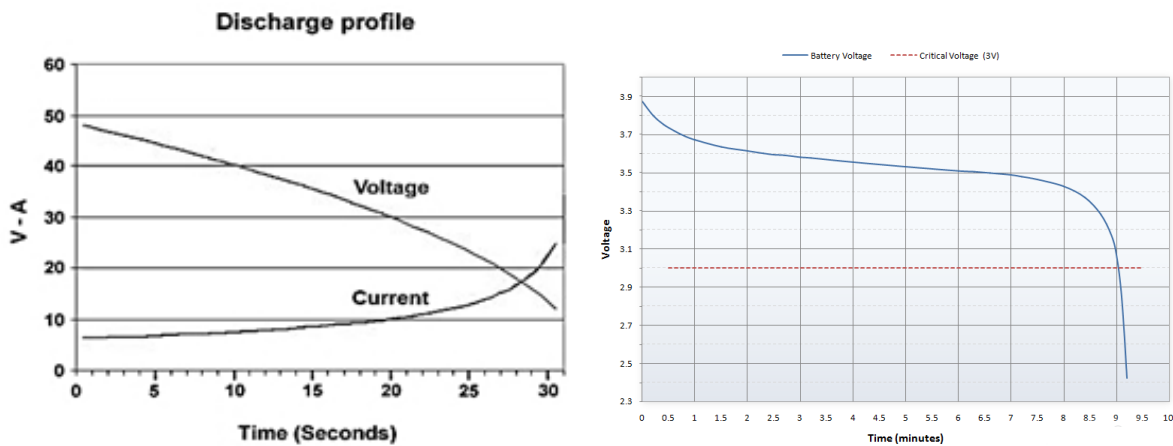 Discharge profile
60
50
40
30
20
10
0
V - A
Voltage
Current
0 5 10 15 20 25 30
Time (Seconds)
Battery Voltage Critical Voltage (3V)
3.9
3.7
3.5
3.3
3.1
2.9
2.7
2.5
2.3
Voltage
0 0.5 1 1.5 2 2.5 3 3.5 4 4.5 5 5.5 6 6.5 7 7.5 8 8.5 9 9.5 10
Time (minutes)